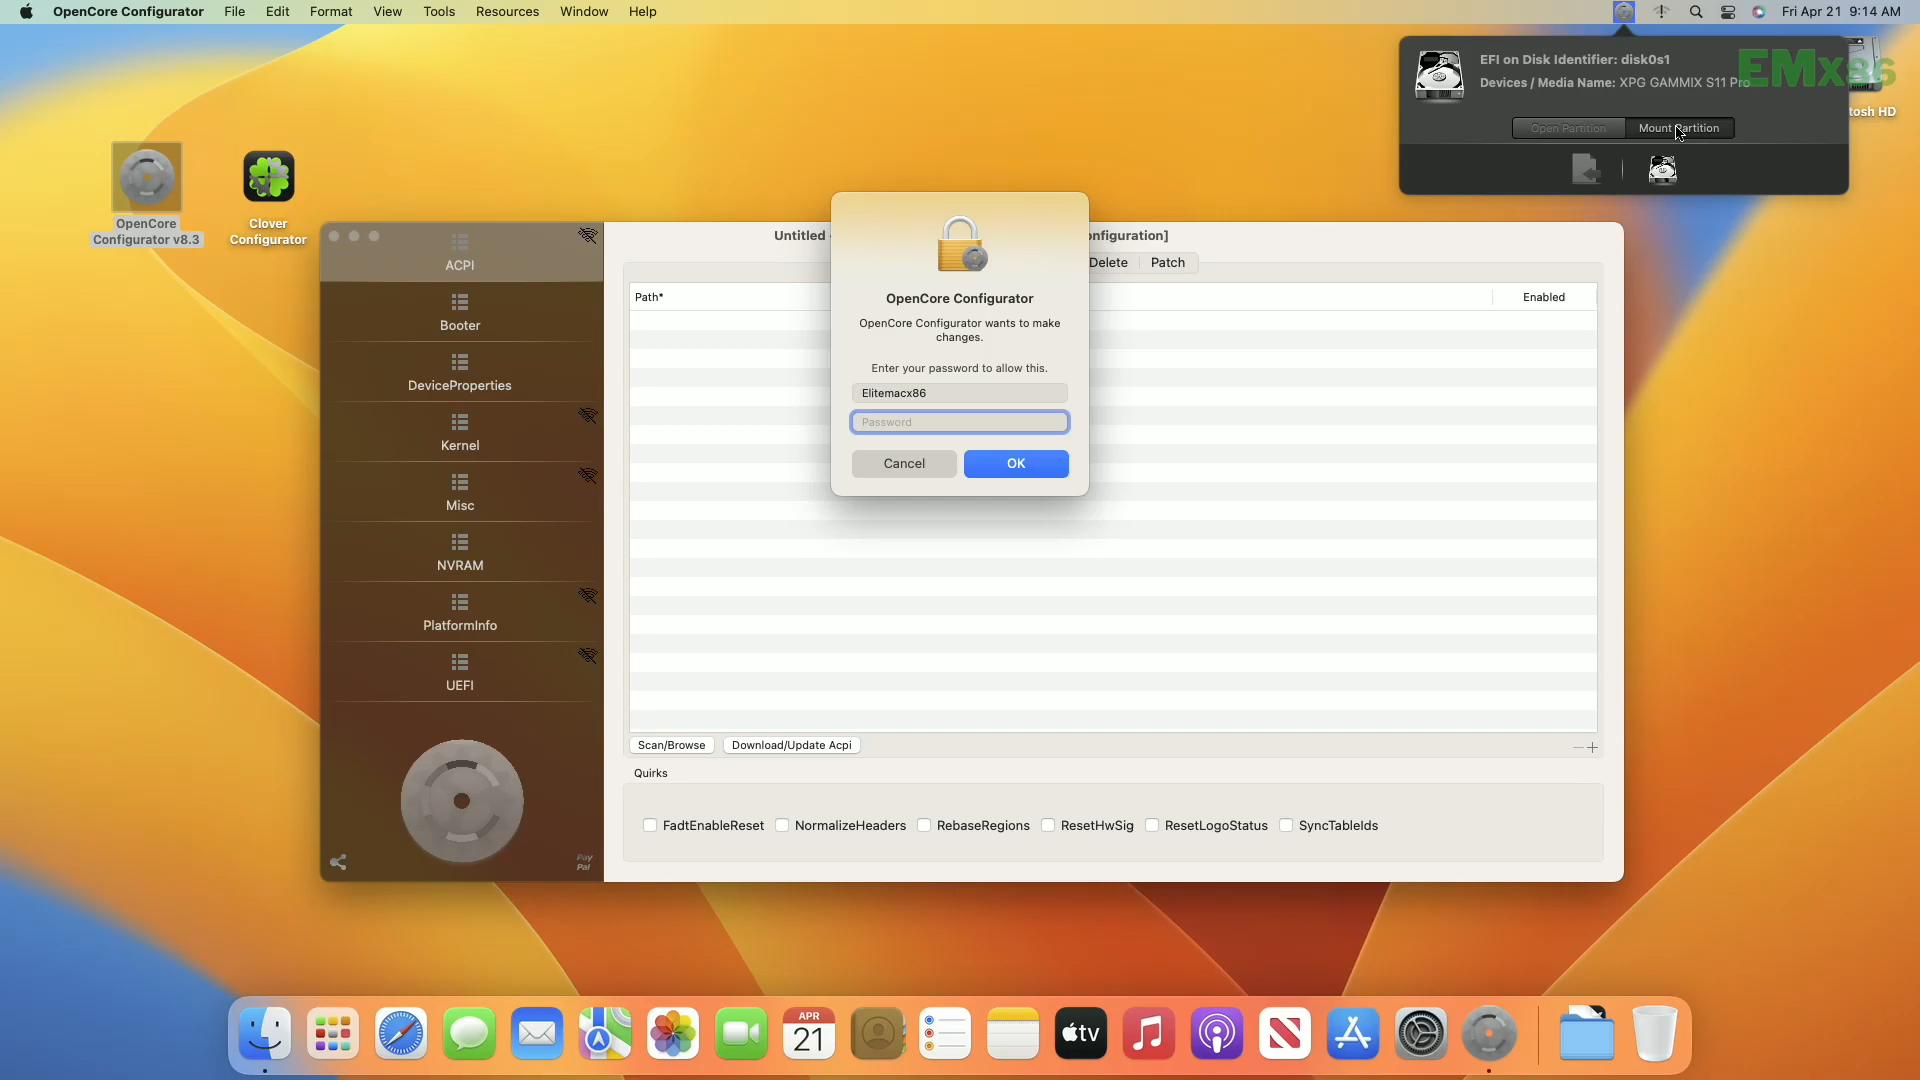 OpenCore Configurator File Edit Format View Tools Resources Window Help Fri Apr 21 9:14 AM
EFI on Disk Identifier: disk0s1
Devices / Media Name: XPG GAMMIX S11 Pro
EMx86
Open Partition Mount Partition
tosh HD
OpenCore
Configurator v8.3
Clover
Configurator
Untitled
nfiguration]
ACPI
Booter
DeviceProperties
Kernel
Misc
NVRAM
PlatformInfo
UEFI
Pay
Pal
Delete Patch
Path* Enabled
OpenCore Configurator
OpenCore Configurator wants to make
changes.
Enter your password to allow this.
Elitemacx86
Password
Cancel OK
Scan/Browse Download/Update Acpi
Quirks
FadtEnableReset NormalizeHeaders RebaseRegions ResetHwSig ResetLogoStatus SyncTableIds
APR
21
tv